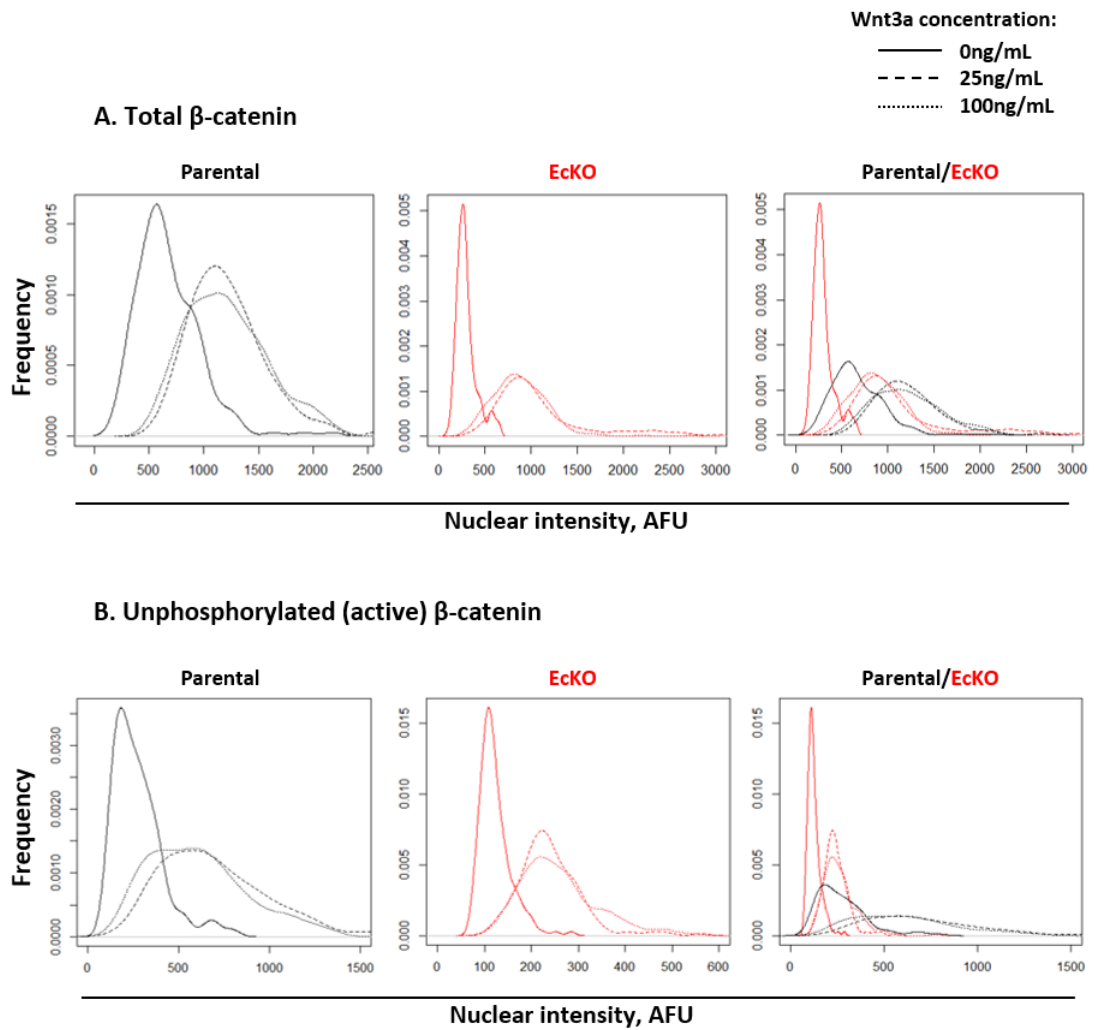 Wnt3a concentration:
0ng/mL
25ng/mL
100ng/mL
A. Total β-catenin
Parental
EcKO
Parental/EcKO
Frequency
0.0000 0.0005 0.0010 0.0015
0 500 1000 1500 2000 2500
0.000 0.001 0.002 0.003 0.004 0.005
0 500 1000 1500 2000 2500 3000
0.000 0.001 0.002 0.003 0.004 0.005
0 500 1000 1500 2000 2500 3000
Nuclear intensity, AFU
B. Unphosphorylated (active) β-catenin
Parental
EcKO
Parental/EcKO
Frequency
0.0000 0.0010 0.0020 0.0030
0 500 1000 1500
0.000 0.005 0.010 0.015
0 100 200 300 400 500 600
0.000 0.005 0.010 0.015
0 500 1000 1500
Nuclear intensity, AFU